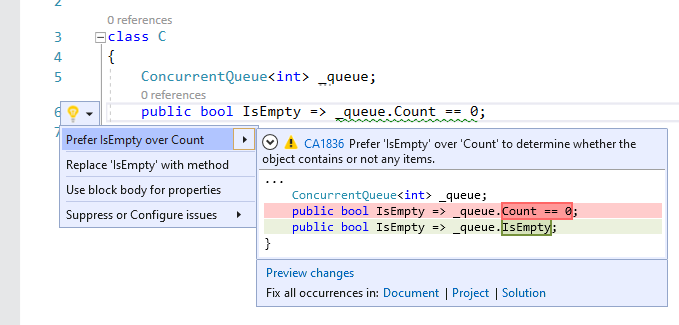 2
0 references
3 class C
4 {
5 ConcurrentQueue<int> _queue;
0 references
6 public bool IsEmpty => _queue.Count == 0;
7
Prefer IsEmpty over Count
Replace 'IsEmpty' with method
Use block body for properties
Suppress or Configure issues
CA1836 Prefer 'IsEmpty' over 'Count' to determine whether the
object contains or not any items.
...
ConcurrentQueue<int> _queue;
public bool IsEmpty => _queue.Count == 0;
public bool IsEmpty => _queue.IsEmpty;
}
Preview changes
Fix all occurrences in: Document | Project | Solution